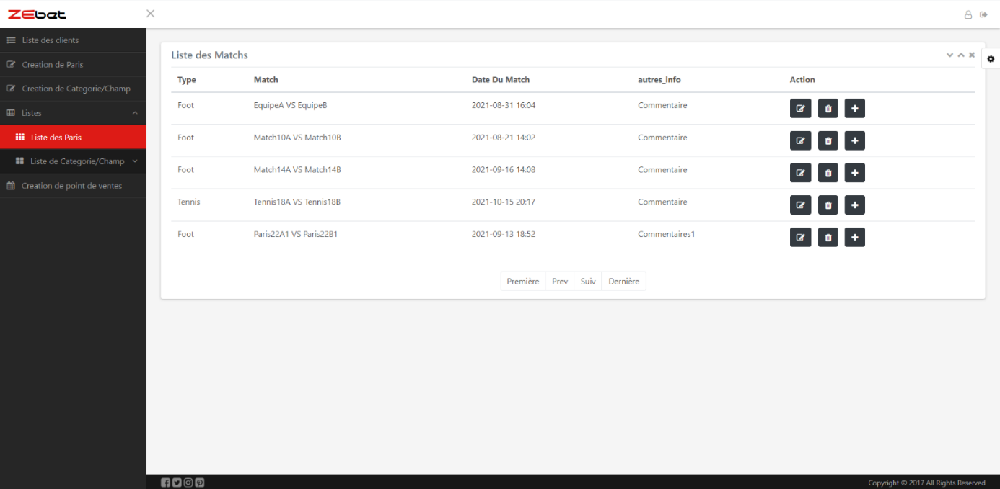 ZEbet
Liste des clients
Creation de Paris
Creation de Categorie/Champ
Listes
Liste des Paris
Liste de Categorie/Champ
Creation de point de ventes
Liste des Matchs
Type Match Date Du Match autres_info Action
Foot EquipeA VS EquipeB 2021-08-31 16:04 Commentaire
Foot Match10A VS Match10B 2021-08-21 14:02 Commentaire
Foot Match14A VS Match14B 2021-09-16 14:08 Commentaire
Tennis Tennis18A VS Tennis18B 2021-10-15 20:17 Commentaire
Foot Paris22A1 VS Paris22B1 2021-09-13 18:52 Commentaires1
Première Prev Suiv Dernière
Copyright © 2017 All Rights Reserved